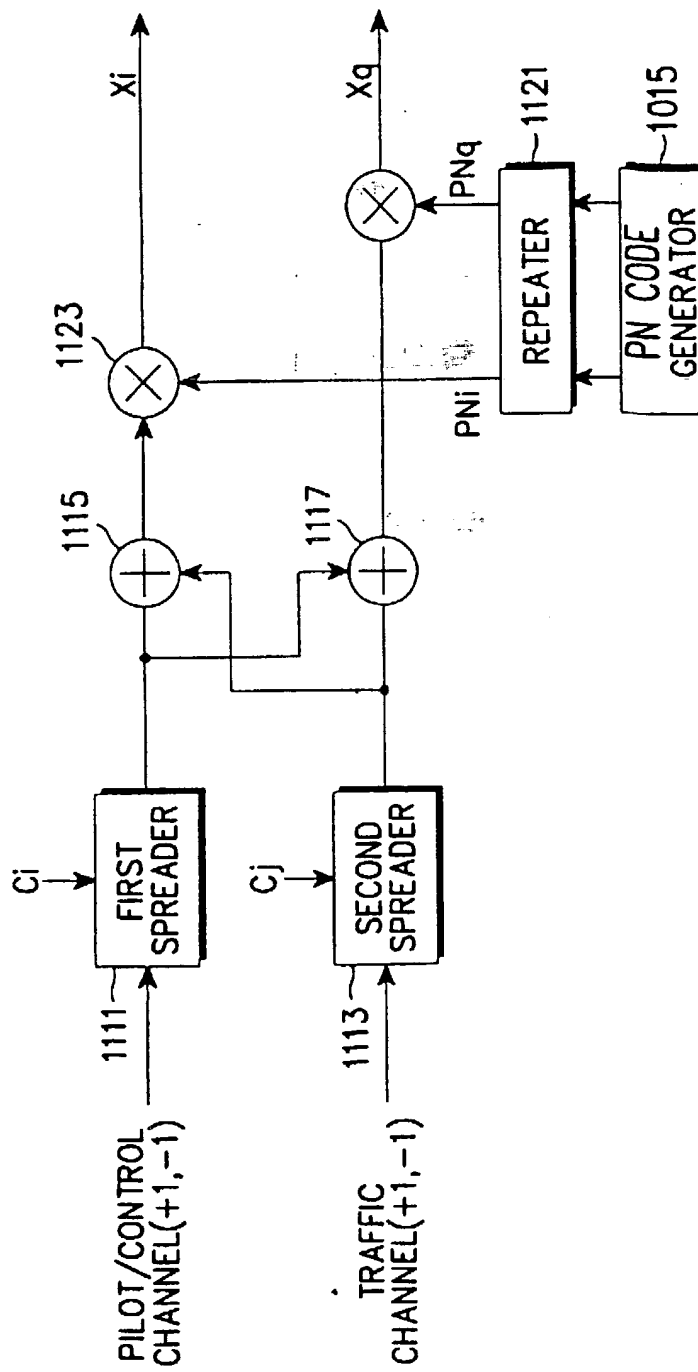 PILOT/CONTROL
CHANNEL(+1,-1)
1111
Ci
FIRST
SPREADER
1115
1123
Xi
TRAFFIC
CHANNEL(+1,-1)
1113
Cj
SECOND
SPREADER
1117
Xq
PNi
PNq
REPEATER
1121
PN CODE
GENERATOR
1015